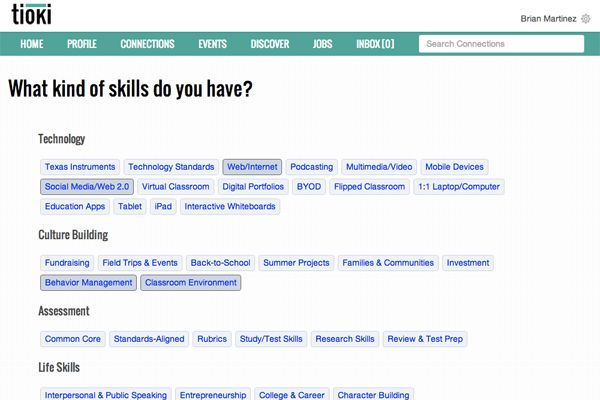 tioki
Brian Martinez
HOME PROFILE CONNECTIONS EVENTS DISCOVER JOBS INBOX [0] Search Connections
What kind of skills do you have?
Technology
Texas Instruments Technology Standards Web/Internet Podcasting Multimedia/Video Mobile Devices
Social Media/Web 2.0 Virtual Classroom Digital Portfolios BYOD Flipped Classroom 1:1 Laptop/Computer
Education Apps Tablet iPad Interactive Whiteboards
Culture Building
Fundraising Field Trips & Events Back-to-School Summer Projects Families & Communities Investment
Behavior Management Classroom Environment
Assessment
Common Core Standards-Aligned Rubrics Study/Test Skills Research Skills Review & Test Prep
Life Skills
Interpersonal & Public Speaking Entrepreneurship College & Career Character Building